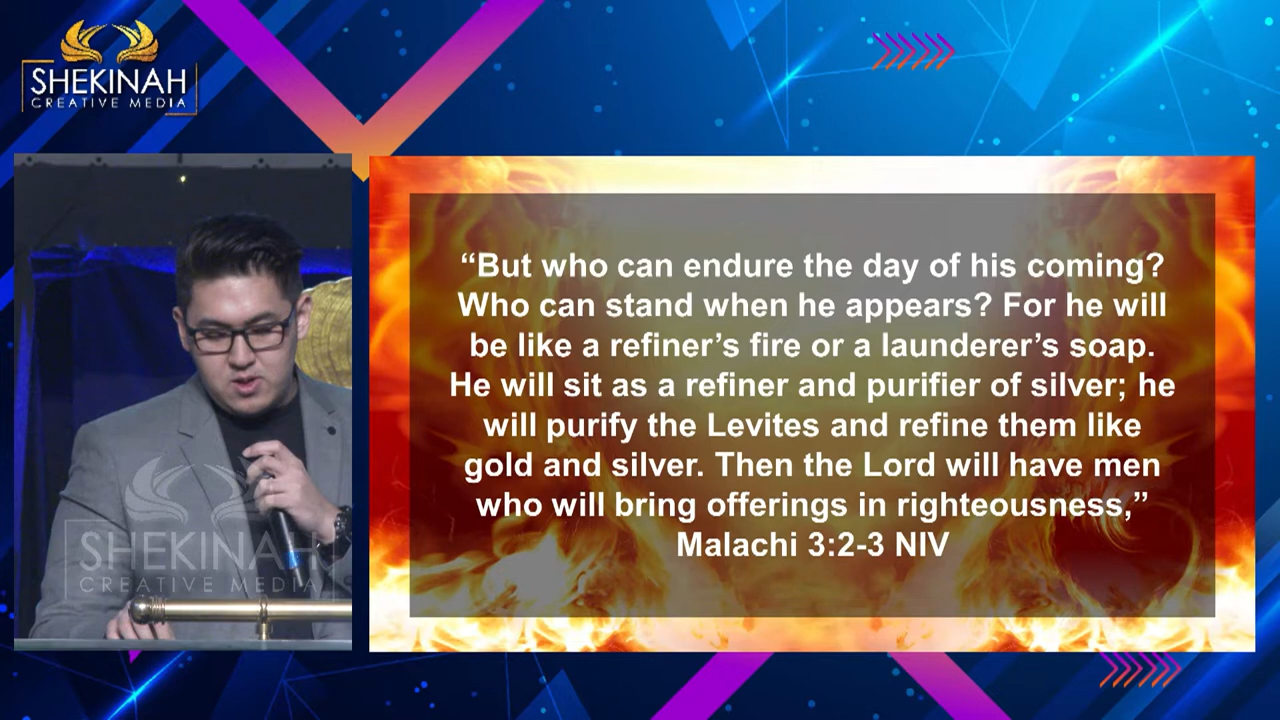 SHEKINAH
CREATIVE MEDIA
“But who can endure the day of his coming?
Who can stand when he appears? For he will
be like a refiner’s fire or a launderer’s soap.
He will sit as a refiner and purifier of silver; he
will purify the Levites and refine them like
gold and silver. Then the Lord will have men
who will bring offerings in righteousness,”
Malachi 3:2-3 NIV
SHEKINAH
CREATIVE MEDIA